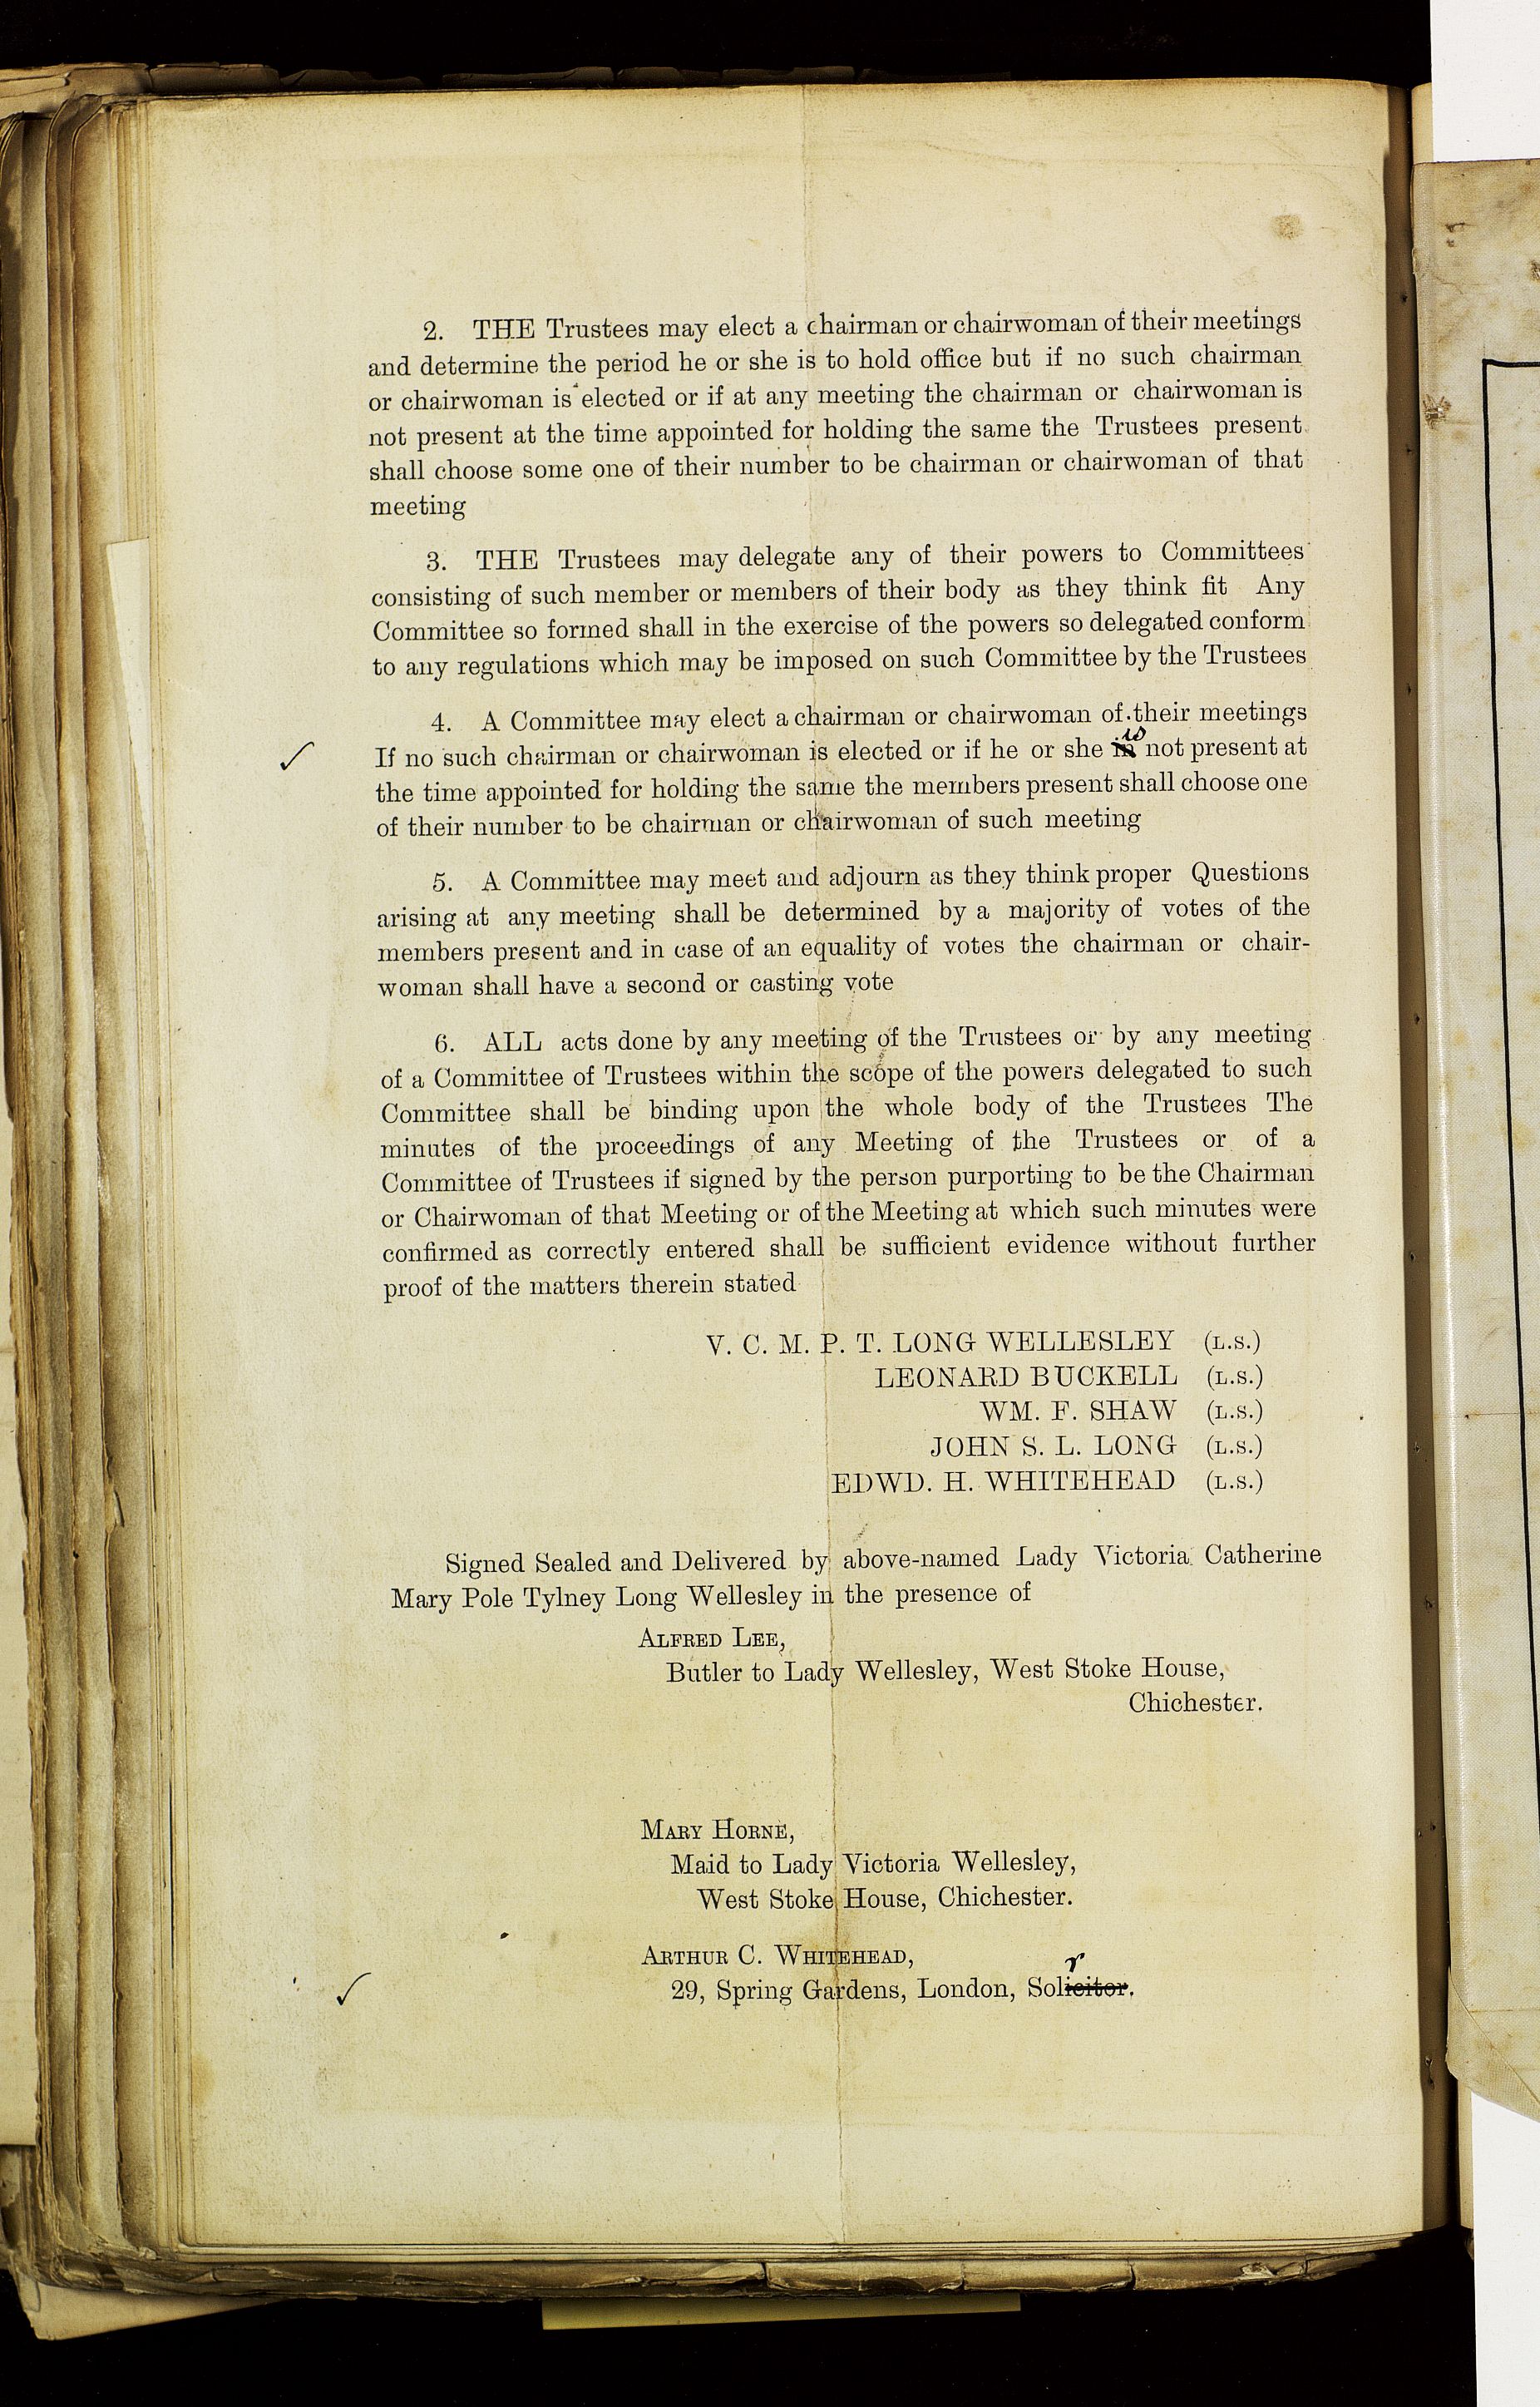 2. THE Trustees may elect a chairman or chairwoman of their meetings
and determine the period he or she is to hold office but if no such chairman
or chairwoman is elected or if at any meeting the chairman or chairwoman is
not present at the time appointed for holding the same the Trustees present
shall choose some one of their number to be chairman or chairwoman of that
meeting
3. THE Trustees may delegate any of their powers to Committees
consisting of such member or members of their body as they think fit Any
Committee so formed shall in the exercise of the powers so delegated conform
to any regulations which may be imposed on such Committee by the Trustees
4. A Committee may elect a chairman or chairwoman of their meetings
If no such chairman or chairwoman is elected or if he or she is not present at
the time appointed for holding the same the members present shall choose one
of their number to be chairman or chairwoman of such meeting
5. A Committee may meet and adjourn as they think proper Questions
arising at any meeting shall be determined by a majority of votes of the
members present and in case of an equality of votes the chairman or chair-
woman shall have a second or casting vote
6. ALL acts done by any meeting of the Trustees or by any meeting
of a Committee of Trustees within the scope of the powers delegated to such
Committee shall be binding upon the whole body of the Trustees The
minutes of the proceedings of any Meeting of the Trustees or of a
Committee of Trustees if signed by the person purporting to be the Chairman
or Chairwoman of that Meeting or of the Meeting at which such minutes were
confirmed as correctly entered shall be sufficient evidence without further
proof of the matters therein stated
V. C. M. P. T. LONG WELLESLEY (L.S.)
LEONARD BUCKELL (L.S.)
WM. F. SHAW (L.S.)
JOHN S. L. LONG (L.S.)
EDWD. H. WHITEHEAD (L.S.)
Signed Sealed and Delivered by above-named Lady Victoria Catherine
Mary Pole Tylney Long Wellesley in the presence of
ALFRED LEE,
Butler to Lady Wellesley, West Stoke House,
Chichester.
MARY HORNE,
Maid to Lady Victoria Wellesley,
West Stoke House, Chichester.
ARTHUR C. WHITEHEAD,
29, Spring Gardens, London, Solicitor.